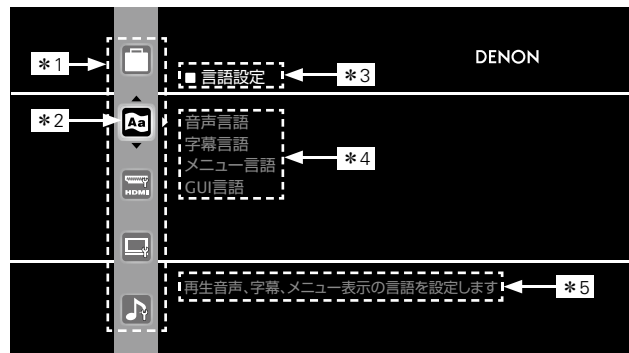 DENON
＊1
＊3
■ 言語設定
＊2
Aa
音声言語
字幕言語
メニュー言語
GUI言語
＊4
HDMI
再生音声、字幕、メニュー表示の言語を設定します
＊5